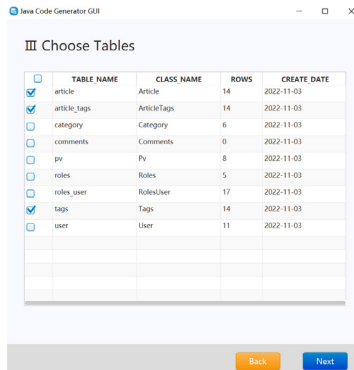 Java Code Generator GUI
III Choose Tables
TABLE_NAME CLASS_NAME ROWS CREATE_DATE
article Article 14 2022-11-03
article_tags ArticleTags 14 2022-11-03
category Category 6 2022-11-03
comments Comments 0 2022-11-03
pv Pv 8 2022-11-03
roles Roles 5 2022-11-03
roles_user RolesUser 17 2022-11-03
tags Tags 14 2022-11-03
user User 11 2022-11-03
Back Next